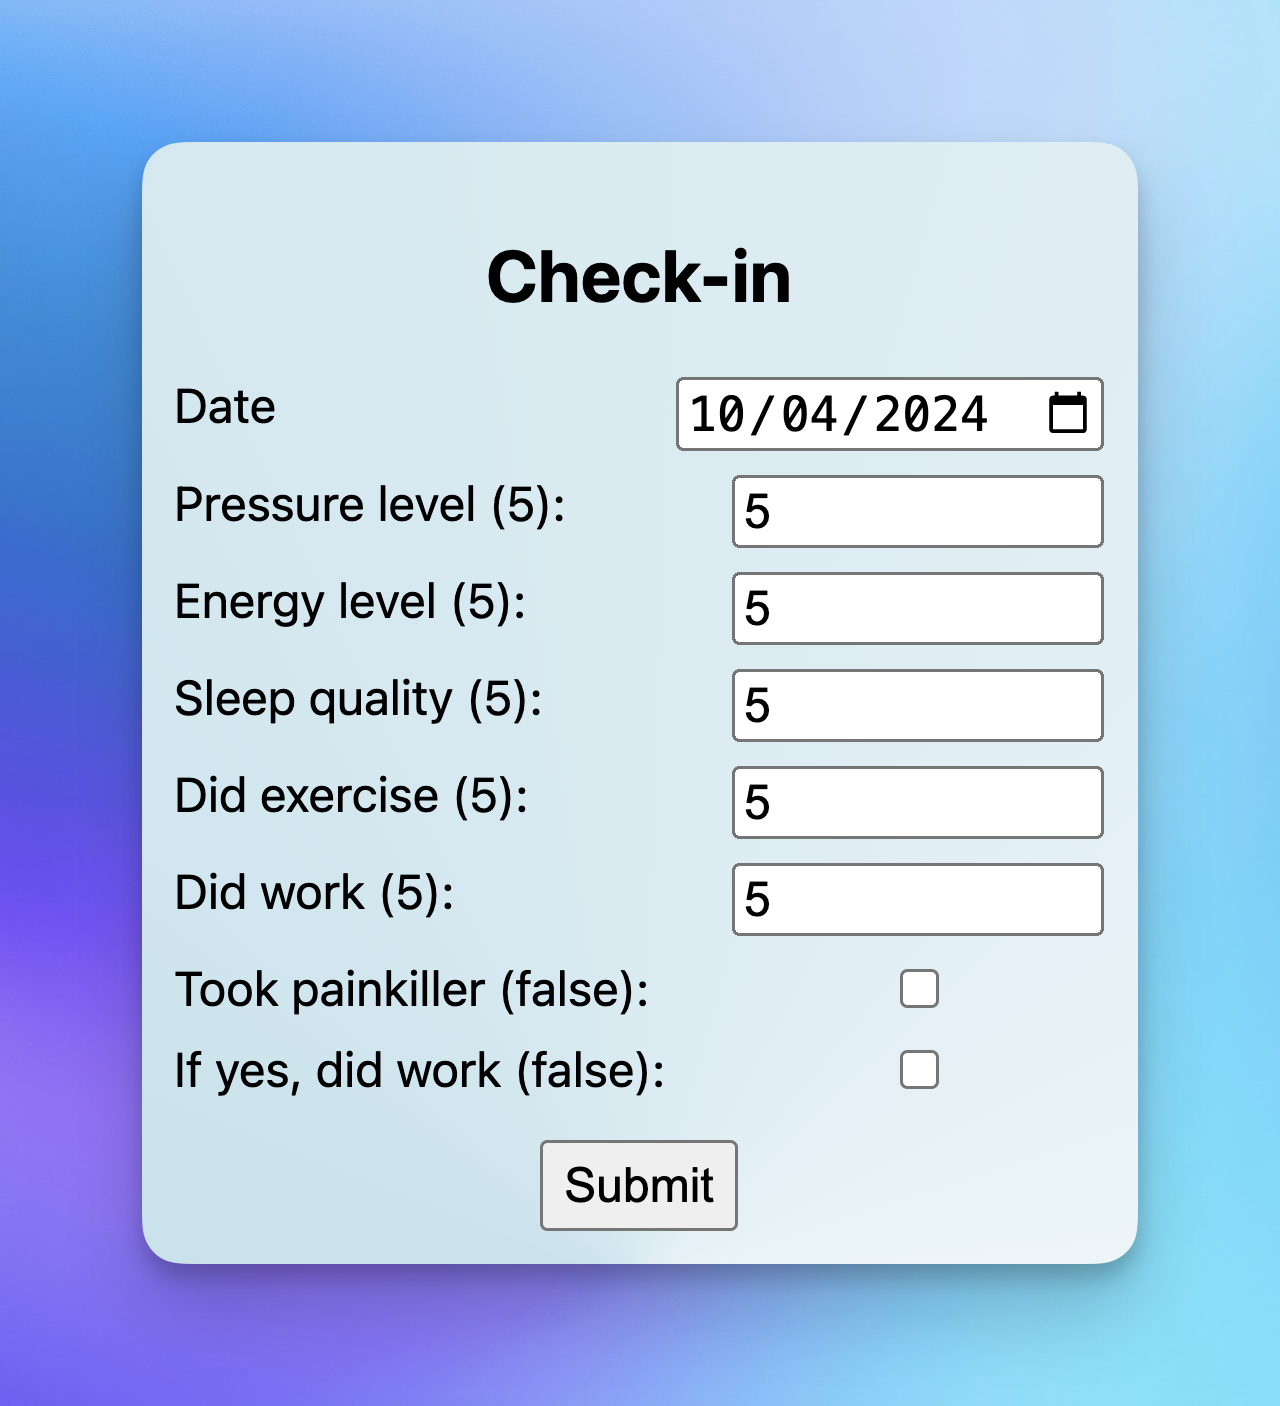 Check-in
Date 10/04/2024
Pressure level (5): 5
Energy level (5): 5
Sleep quality (5): 5
Did exercise (5): 5
Did work (5): 5
Took painkiller (false):
If yes, did work (false):
Submit